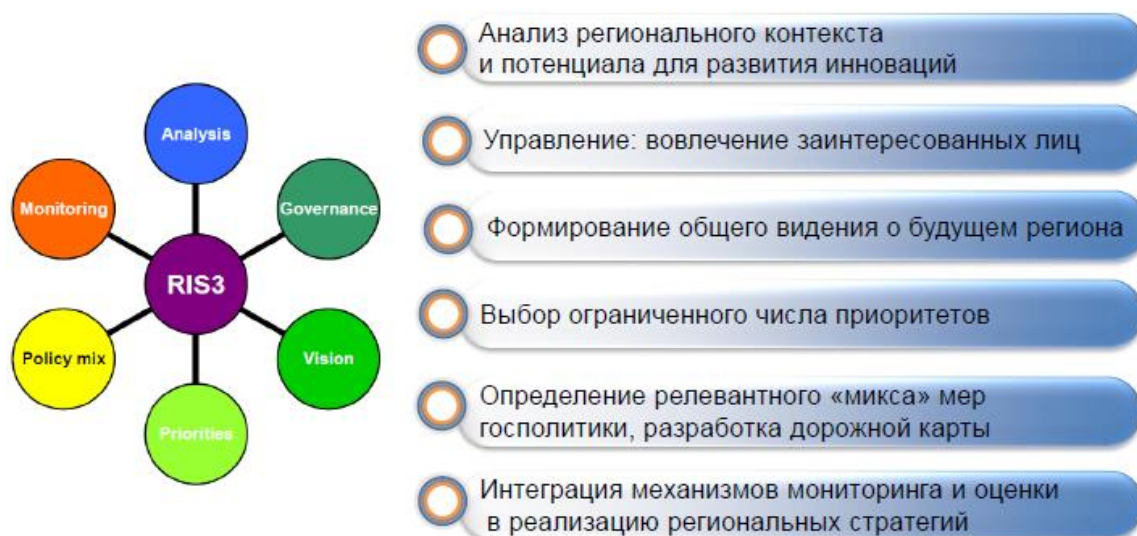 Analysis
Governance
Vision
Priorities
Policy mix
Monitoring
RIS3
Анализ регионального контекста
и потенциала для развития инноваций
Управление: вовлечение заинтересованных лиц
Формирование общего видения о будущем региона
Выбор ограниченного числа приоритетов
Определение релевантного «микса» мер
госполитики, разработка дорожной карты
Интеграция механизмов мониторинга и оценки
в реализацию региональных стратегий